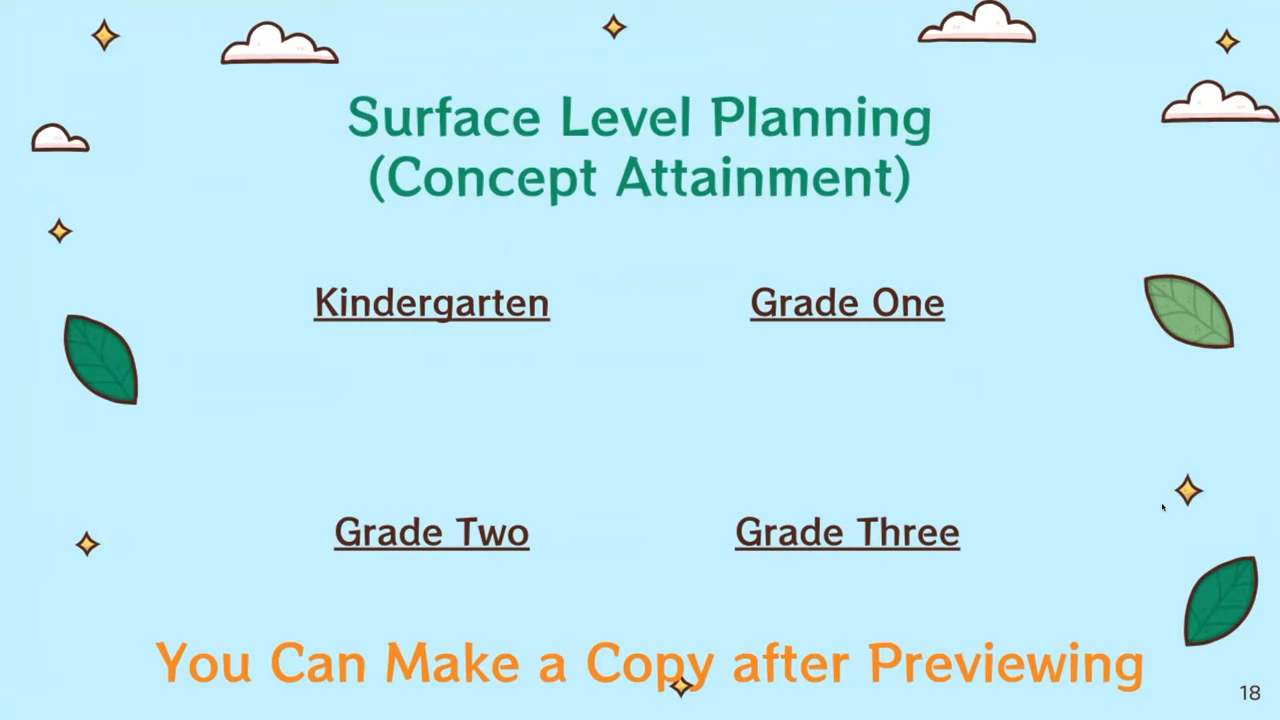 Surface Level Planning
(Concept Attainment)
Kindergarten
Grade One
Grade Two
Grade Three
You Can Make a Copy after Previewing
18